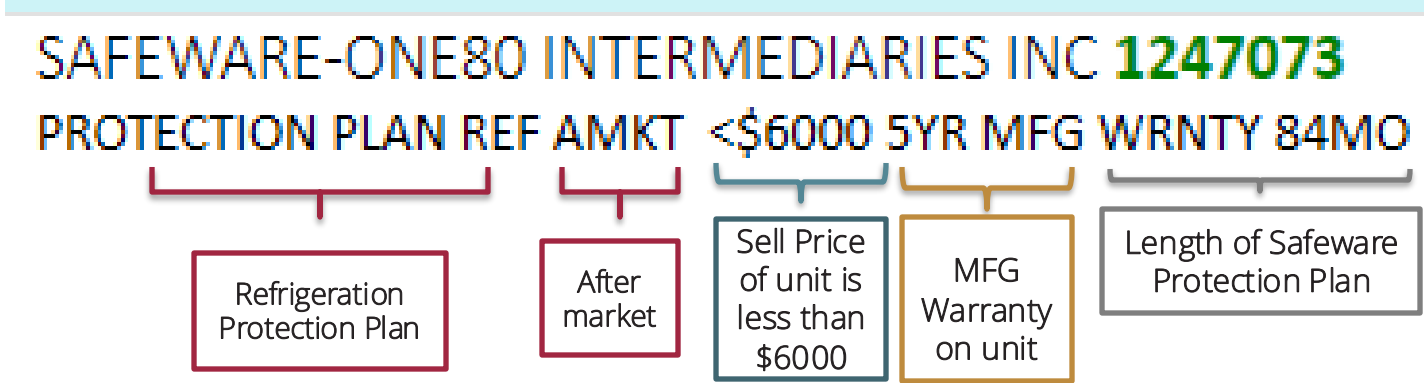 SAFEWARE-ONE80 INTERMEDIARIES INC 1247073
PROTECTION PLAN REF AMKT <$6000 5YR MFG WRNTY 84MO
Refrigeration
Protection Plan
After
market
Sell Price
of unit is
less than
$6000
MFG
Warranty
on unit
Length of Safeware
Protection Plan